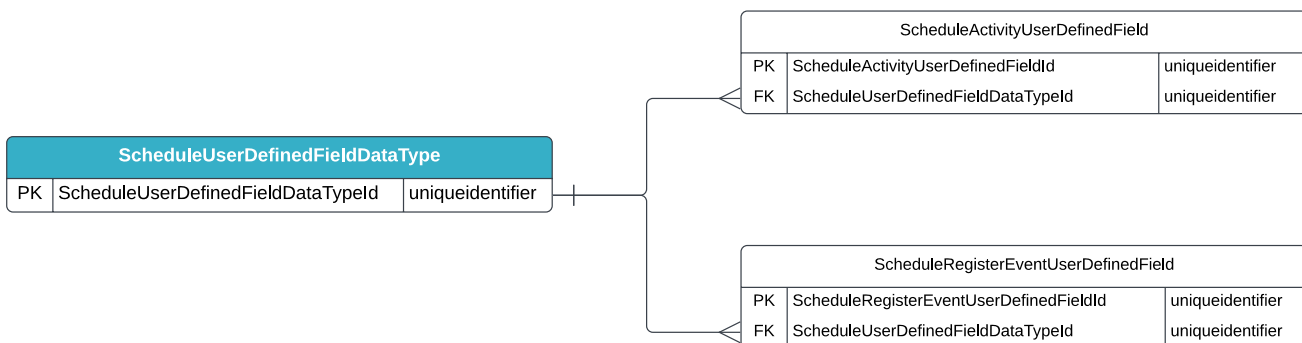 ScheduleActivityUserDefinedField
PK ScheduleActivityUserDefinedFieldId uniqueidentifier
FK ScheduleUserDefinedFieldDataTypeId uniqueidentifier
ScheduleUserDefinedFieldDataType
PK ScheduleUserDefinedFieldDataTypeId uniqueidentifier
ScheduleRegisterEventUserDefinedField
PK ScheduleRegisterEventUserDefinedFieldId uniqueidentifier
FK ScheduleUserDefinedFieldDataTypeId uniqueidentifier